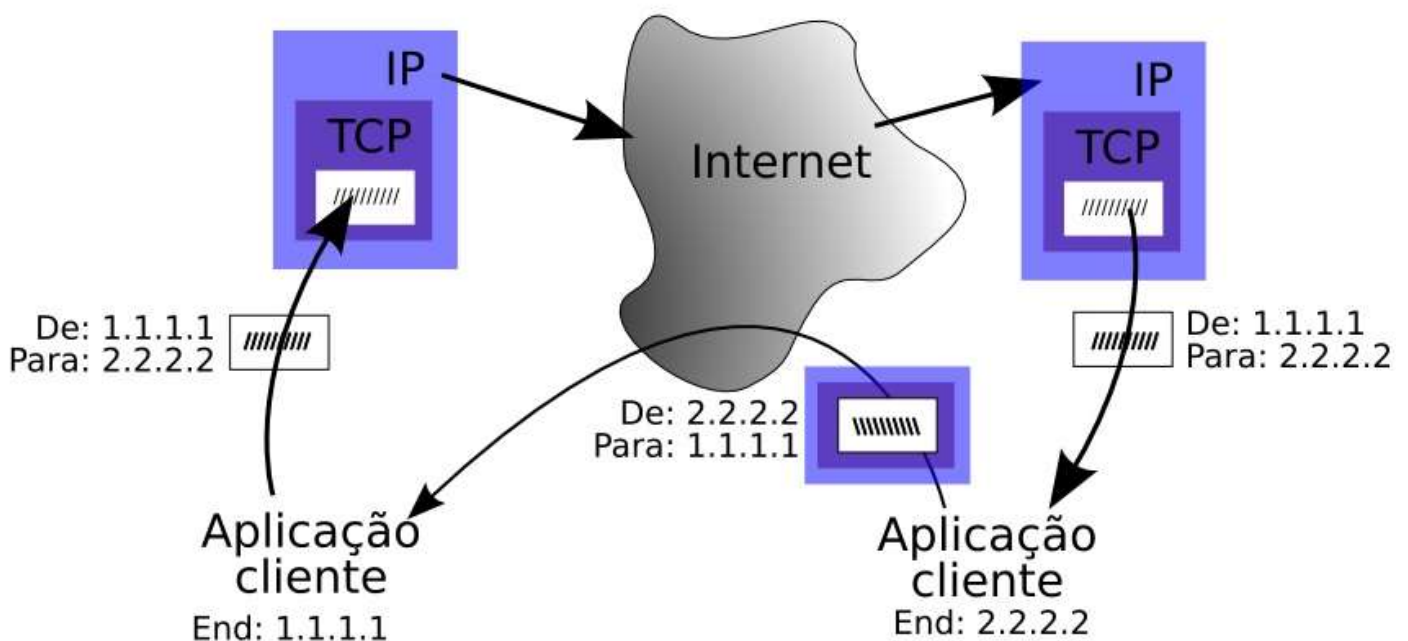 IP
TCP
Internet
IP
TCP
De: 1.1.1.1
Para: 2.2.2.2
De: 1.1.1.1
Para: 2.2.2.2
De: 2.2.2.2
Para: 1.1.1.1
Aplicação
cliente
End: 1.1.1.1
Aplicação
cliente
End: 2.2.2.2